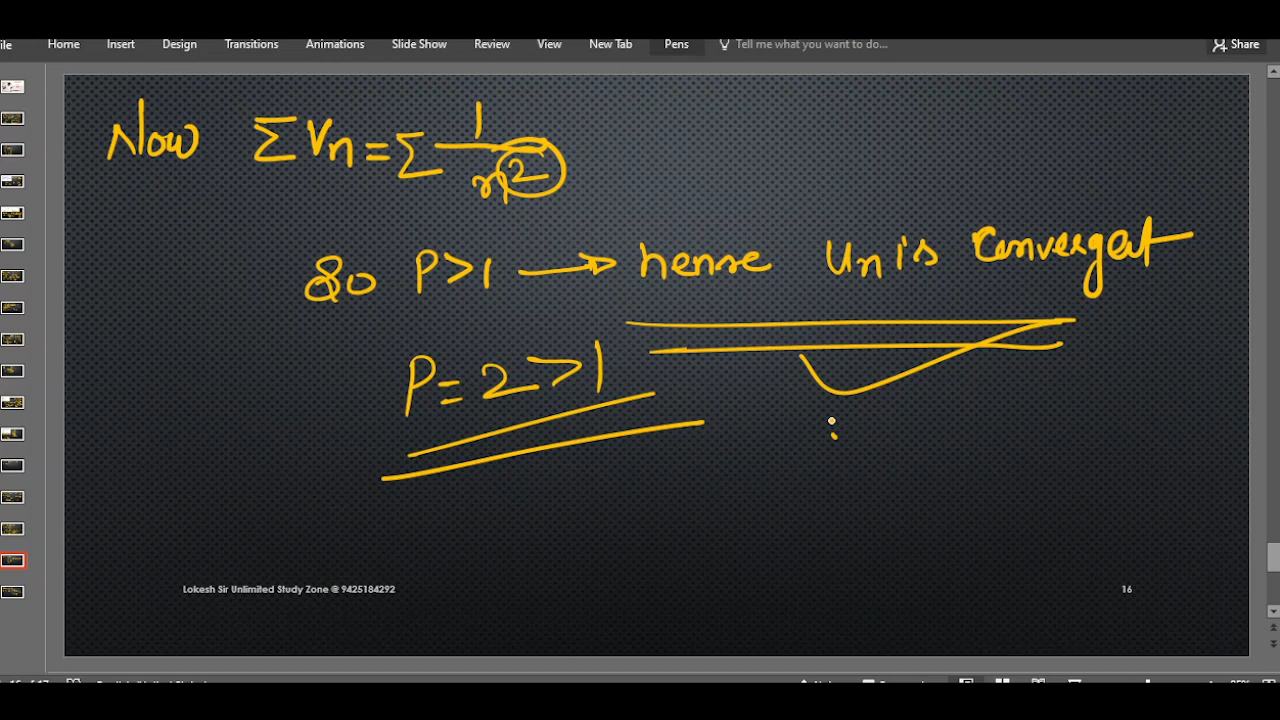 File Home Insert Design Transitions Animations Slide Show Review View New Tab Pens Tell me what you want to do... Share
Now Σ Vn = Σ 1/n^2
So P>1 → hense Un is Convergent
P = 2 > 1
Lokesh Sir Unlimited Study Zone @ 9425184292
16